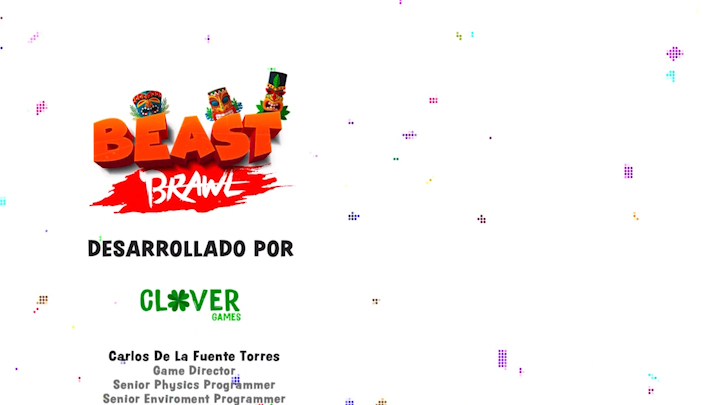 BEAST
BRAWL
DESARROLLADO POR
CLOVER
GAMES
Carlos De La Fuente Torres
Game Director
Senior Physics Programmer
Senior Enviroment Programmer